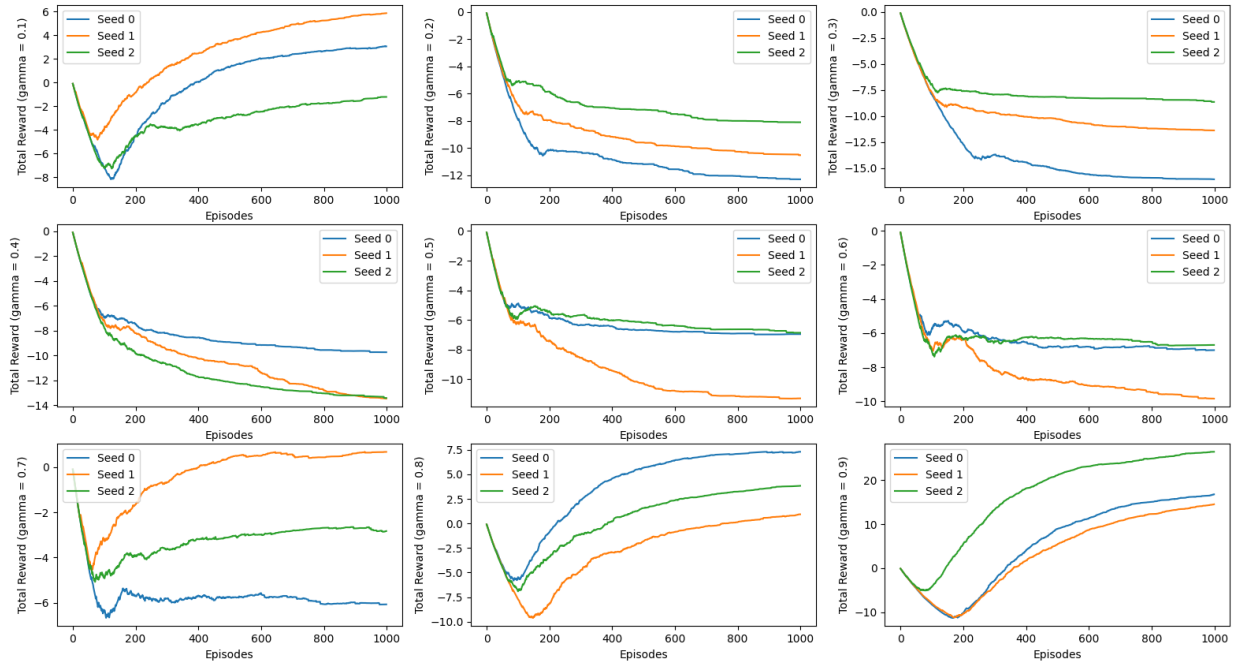 Total Reward (gamma = 0.1)
6
4
2
0
−2
−4
−6
−8
Seed 0
Seed 1
Seed 2
0
200
400
600
800
1000
Episodes
Total Reward (gamma = 0.2)
0
−2
−4
−6
−8
−10
−12
Seed 0
Seed 1
Seed 2
0
200
400
600
800
1000
Episodes
Total Reward (gamma = 0.3)
0.0
−2.5
−5.0
−7.5
−10.0
−12.5
−15.0
Seed 0
Seed 1
Seed 2
0
200
400
600
800
1000
Episodes
Total Reward (gamma = 0.4)
0
−2
−4
−6
−8
−10
−12
−14
Seed 0
Seed 1
Seed 2
0
200
400
600
800
1000
Episodes
Total Reward (gamma = 0.5)
0
−2
−4
−6
−8
−10
Seed 0
Seed 1
Seed 2
0
200
400
600
800
1000
Episodes
Total Reward (gamma = 0.6)
0
−2
−4
−6
−8
−10
Seed 0
Seed 1
Seed 2
0
200
400
600
800
1000
Episodes
Total Reward (gamma = 0.7)
0
−2
−4
−6
Seed 0
Seed 1
Seed 2
0
200
400
600
800
1000
Episodes
Total Reward (gamma = 0.8)
7.5
5.0
2.5
0.0
−2.5
−5.0
−7.5
−10.0
Seed 0
Seed 1
Seed 2
0
200
400
600
800
1000
Episodes
Total Reward (gamma = 0.9)
20
10
0
−10
Seed 0
Seed 1
Seed 2
0
200
400
600
800
1000
Episodes